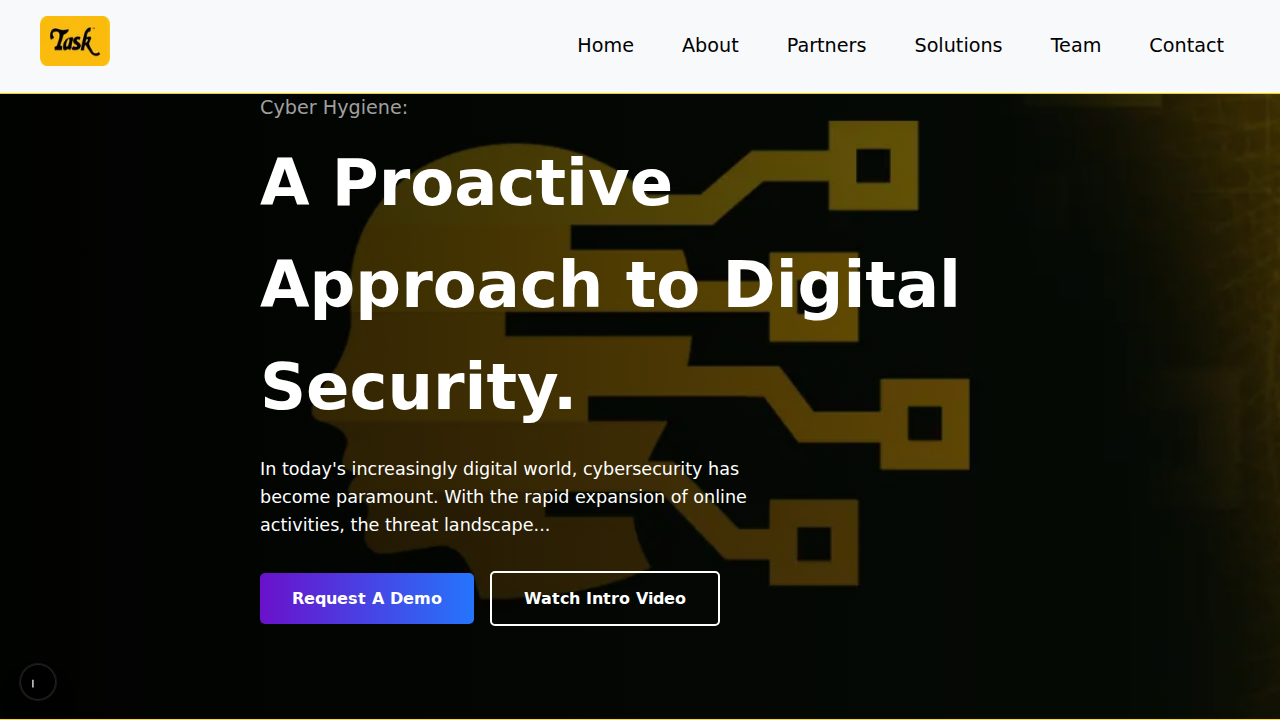 Task
Home
About
Partners
Solutions
Team
Contact
Cyber Hygiene:
A Proactive
Approach to Digital
Security.
In today's increasingly digital world, cybersecurity has
become paramount. With the rapid expansion of online
activities, the threat landscape...
Request A Demo
Watch Intro Video